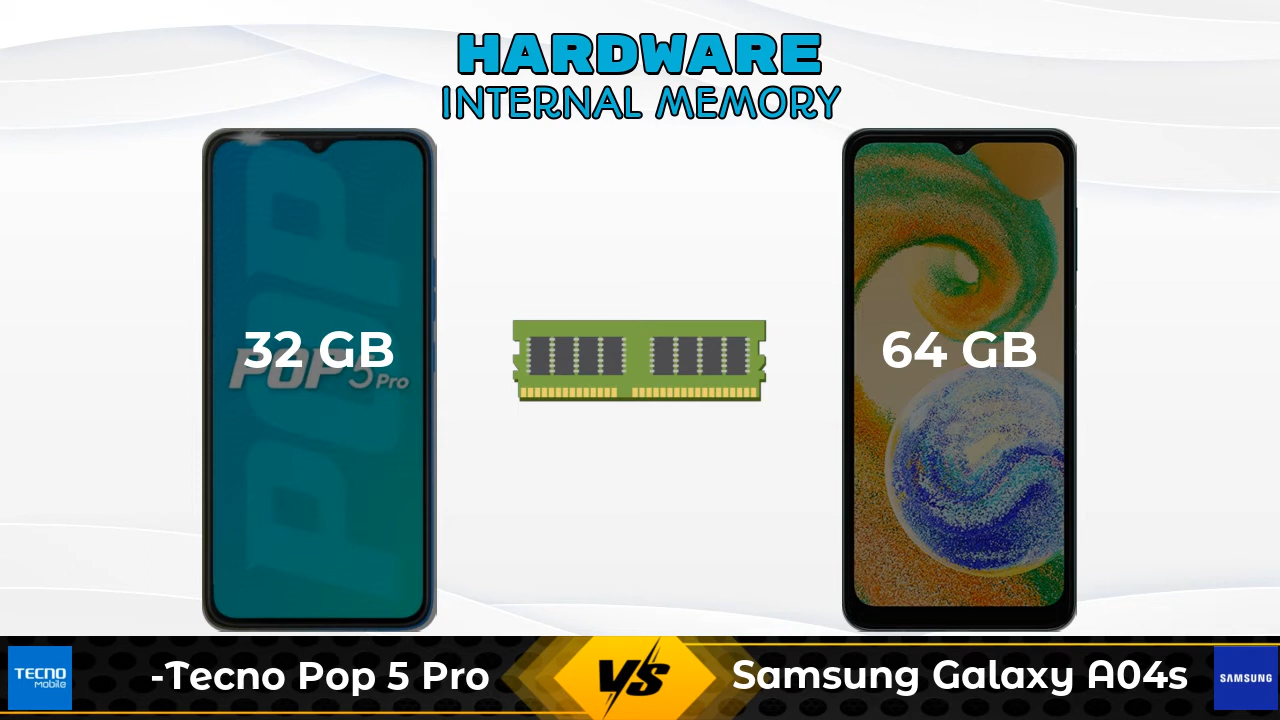 HARDWARE
INTERNAL MEMORY
POP
32 GB
POP 5 Pro
64 GB
TECNO
mobile
-Tecno Pop 5 Pro
VS
Samsung Galaxy A04s
SAMSUNG